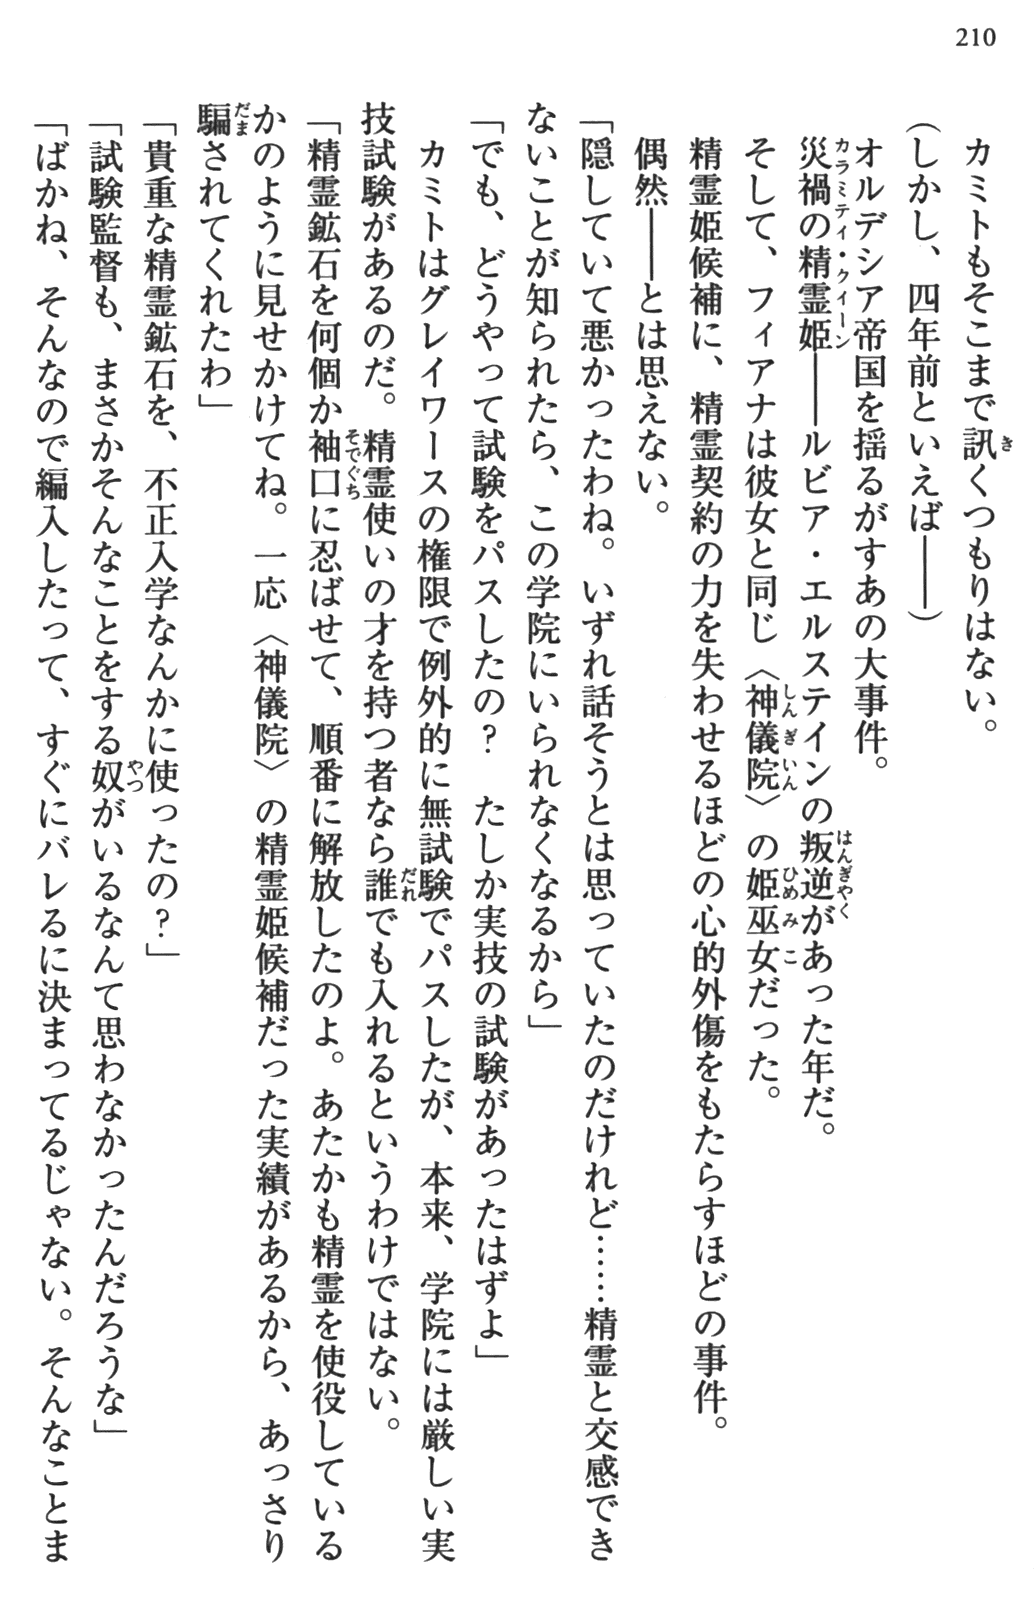 210
カミトもそこまで訊くつもりはない。
(しかし、四年前といえば――)
オルデシア帝国を揺るがすあの大事件。
災禍の精霊姫――ルビア・エルステインの叛逆があった年だ。
そして、フィアナは彼女と同じ〈神儀院〉の姫巫女だった。
精霊姫候補に、精霊契約の力を失わせるほどの心的外傷をもたらすほどの事件。
偶然――とは思えない。
「隠していて悪かったわね。いずれ話そうとは思っていたのだけれど……精霊と交感でき
ないことが知られたら、この学院にいられなくなるから」
「でも、どうやって試験をパスしたの？　たしか実技の試験があったはずよ」
カミトはグレイワースの権限で例外的に無試験でパスしたが、本来、学院には厳しい実
技試験があるのだ。精霊使いの才を持つ者なら誰でも入れるというわけではない。
「精霊鉱石を何個か袖口に忍ばせて、順番に解放したのよ。あたかも精霊を使役している
かのように見せかけてね。一応〈神儀院〉の精霊姫候補だった実績があるから、あっさり
騙されてくれたわ」
「貴重な精霊鉱石を、不正入学なんかに使ったの？」
「試験監督も、まさかそんなことをする奴がいるなんて思わなかったんだろうな」
「ばかね、そんなので編入したって、すぐにバレるに決まってるじゃない。そんなことま